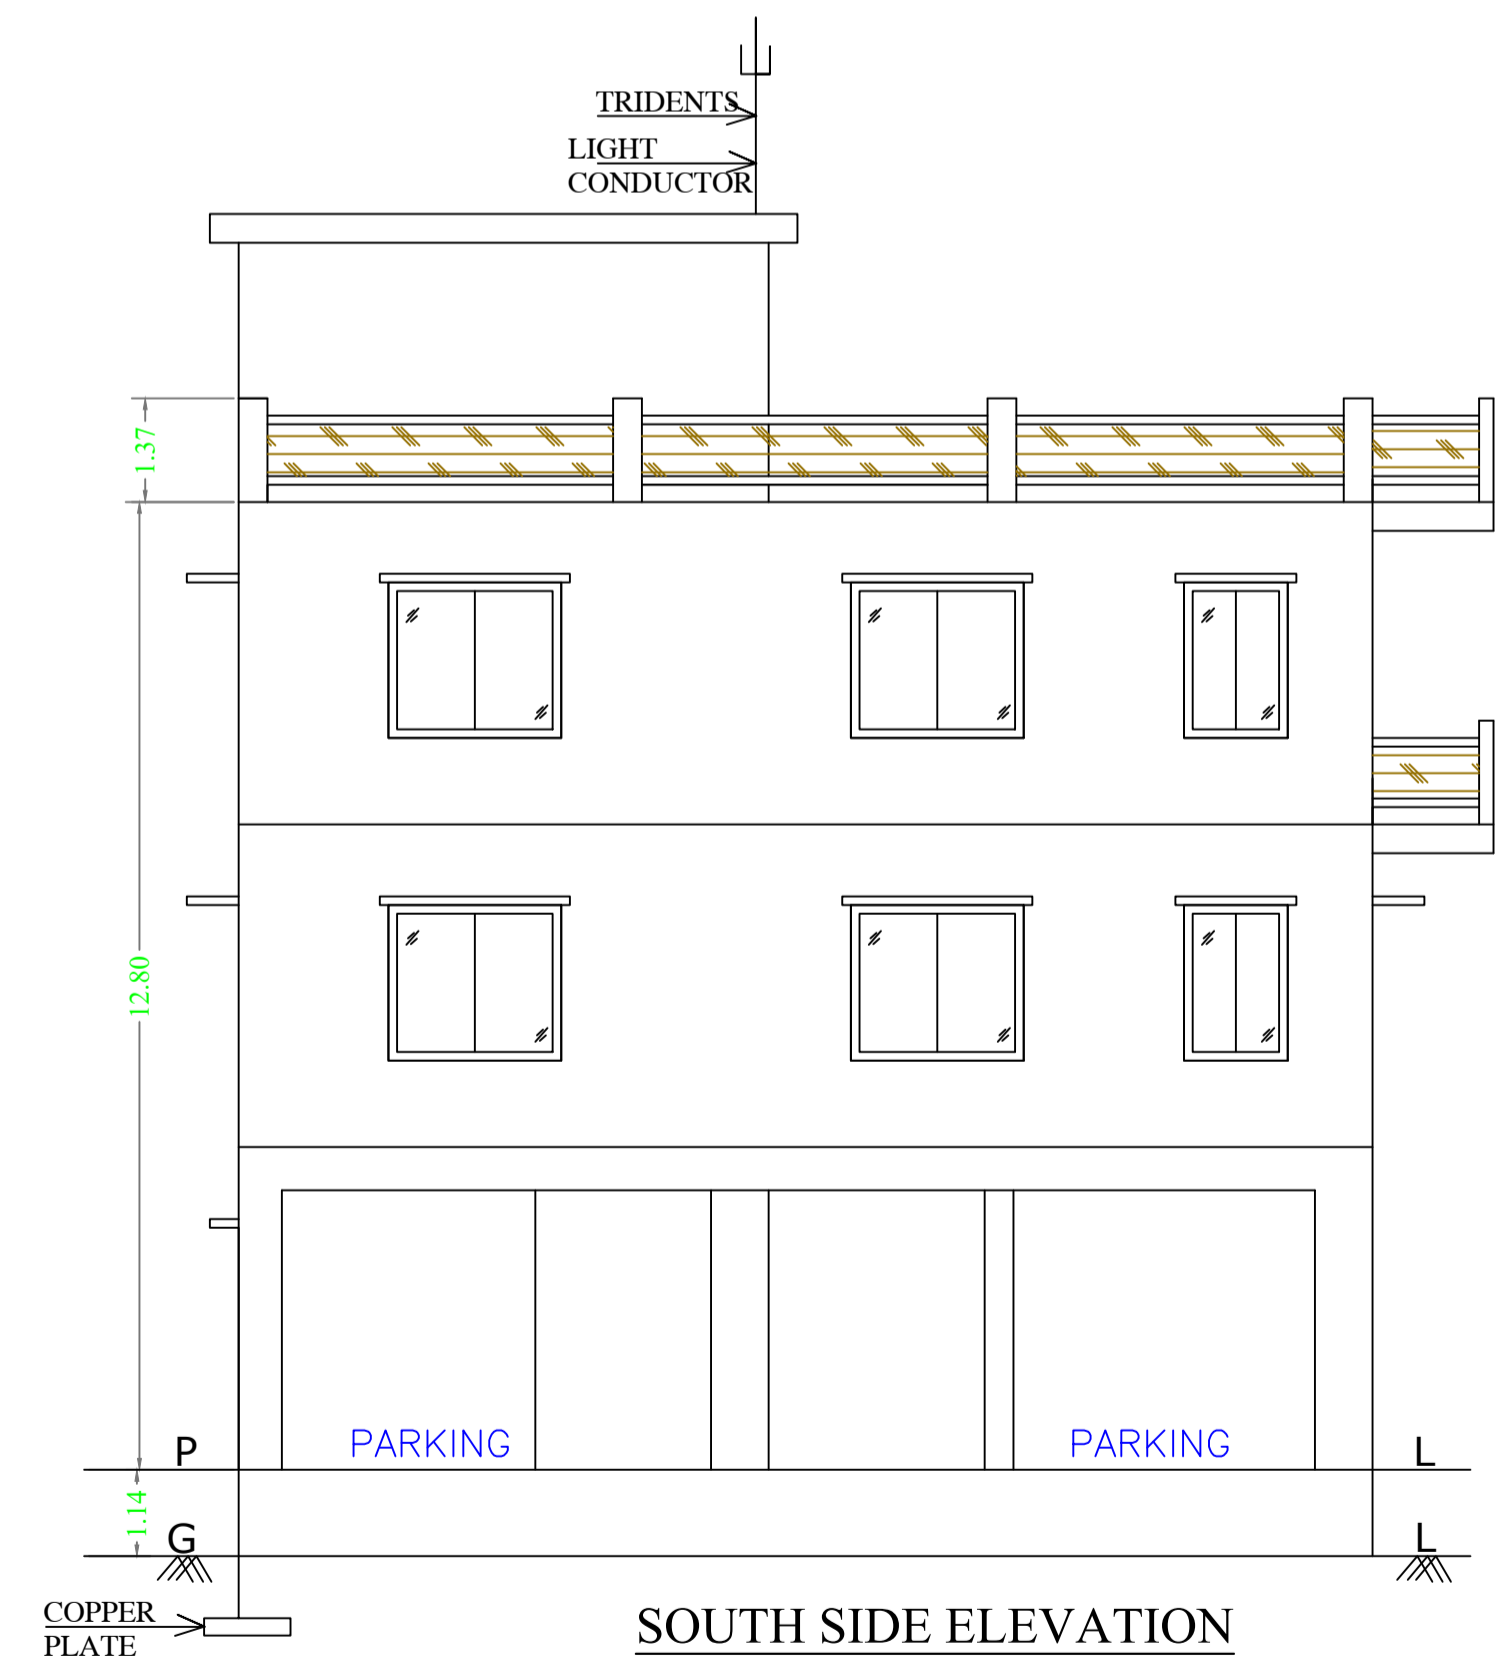 TRIDENTS
LIGHT
CONDUCTOR
1.37
12.80
PARKING
PARKING
P
L
1.14
G
L
COPPER
PLATE
SOUTH SIDE ELEVATION